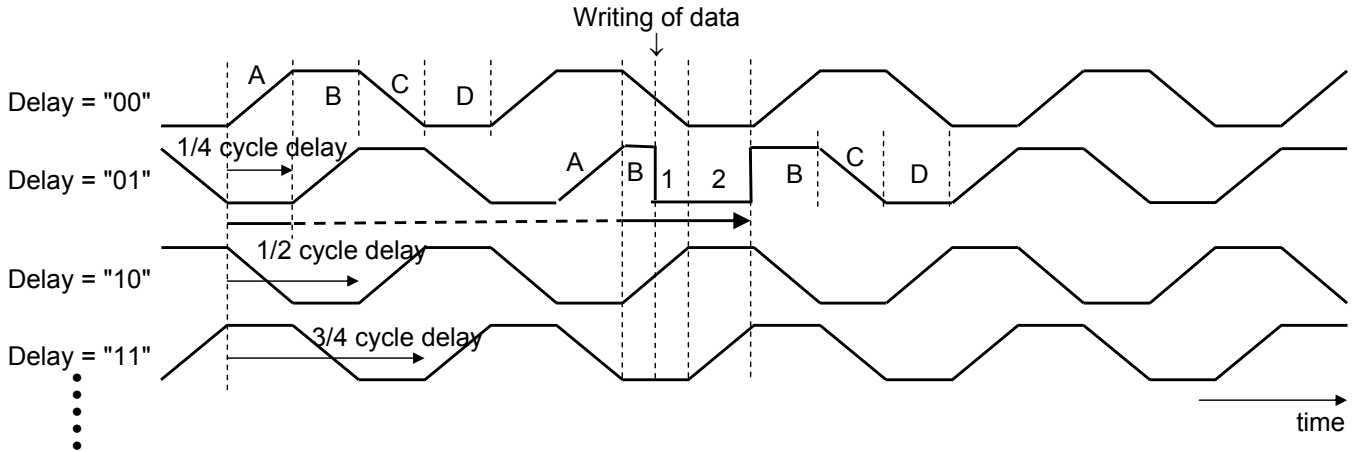 Writing of data
↓
A B C D
Delay = "00"
1/4 cycle delay
A B 1 2 B C D
Delay = "01"
1/2 cycle delay
Delay = "10"
3/4 cycle delay
Delay = "11"
time